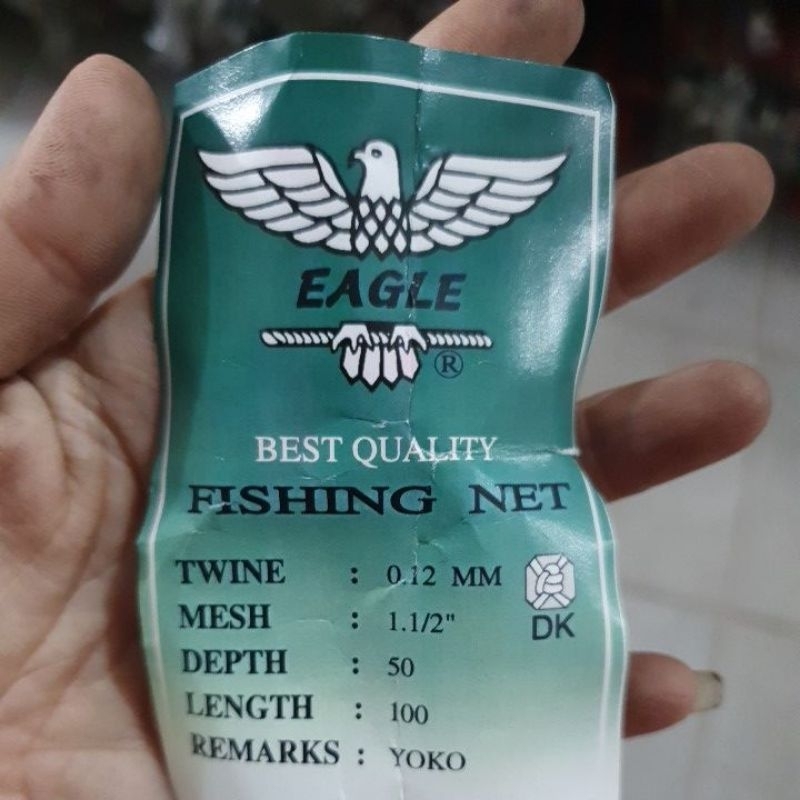 EAGLE
®
BEST QUALITY
FISHING NET
TWINE : 0.12 MM
MESH : 1.1/2"
DK
DEPTH : 50
LENGTH : 100
REMARKS : YOKO